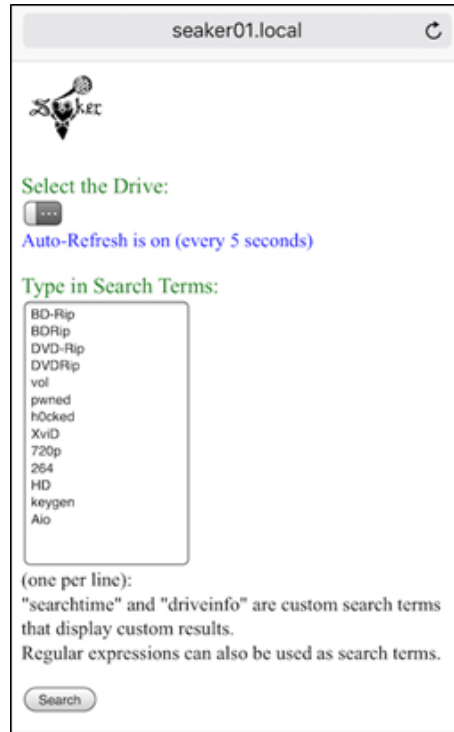 seaker01.local
Seaker
Select the Drive:
...
Auto-Refresh is on (every 5 seconds)
Type in Search Terms:
BD-Rip
BDRip
DVD-Rip
DVDRip
vol
pwned
h0cked
XviD
720p
264
HD
keygen
Aio
(one per line):
"searchtime" and "driveinfo" are custom search terms
that display custom results.
Regular expressions can also be used as search terms.
Search